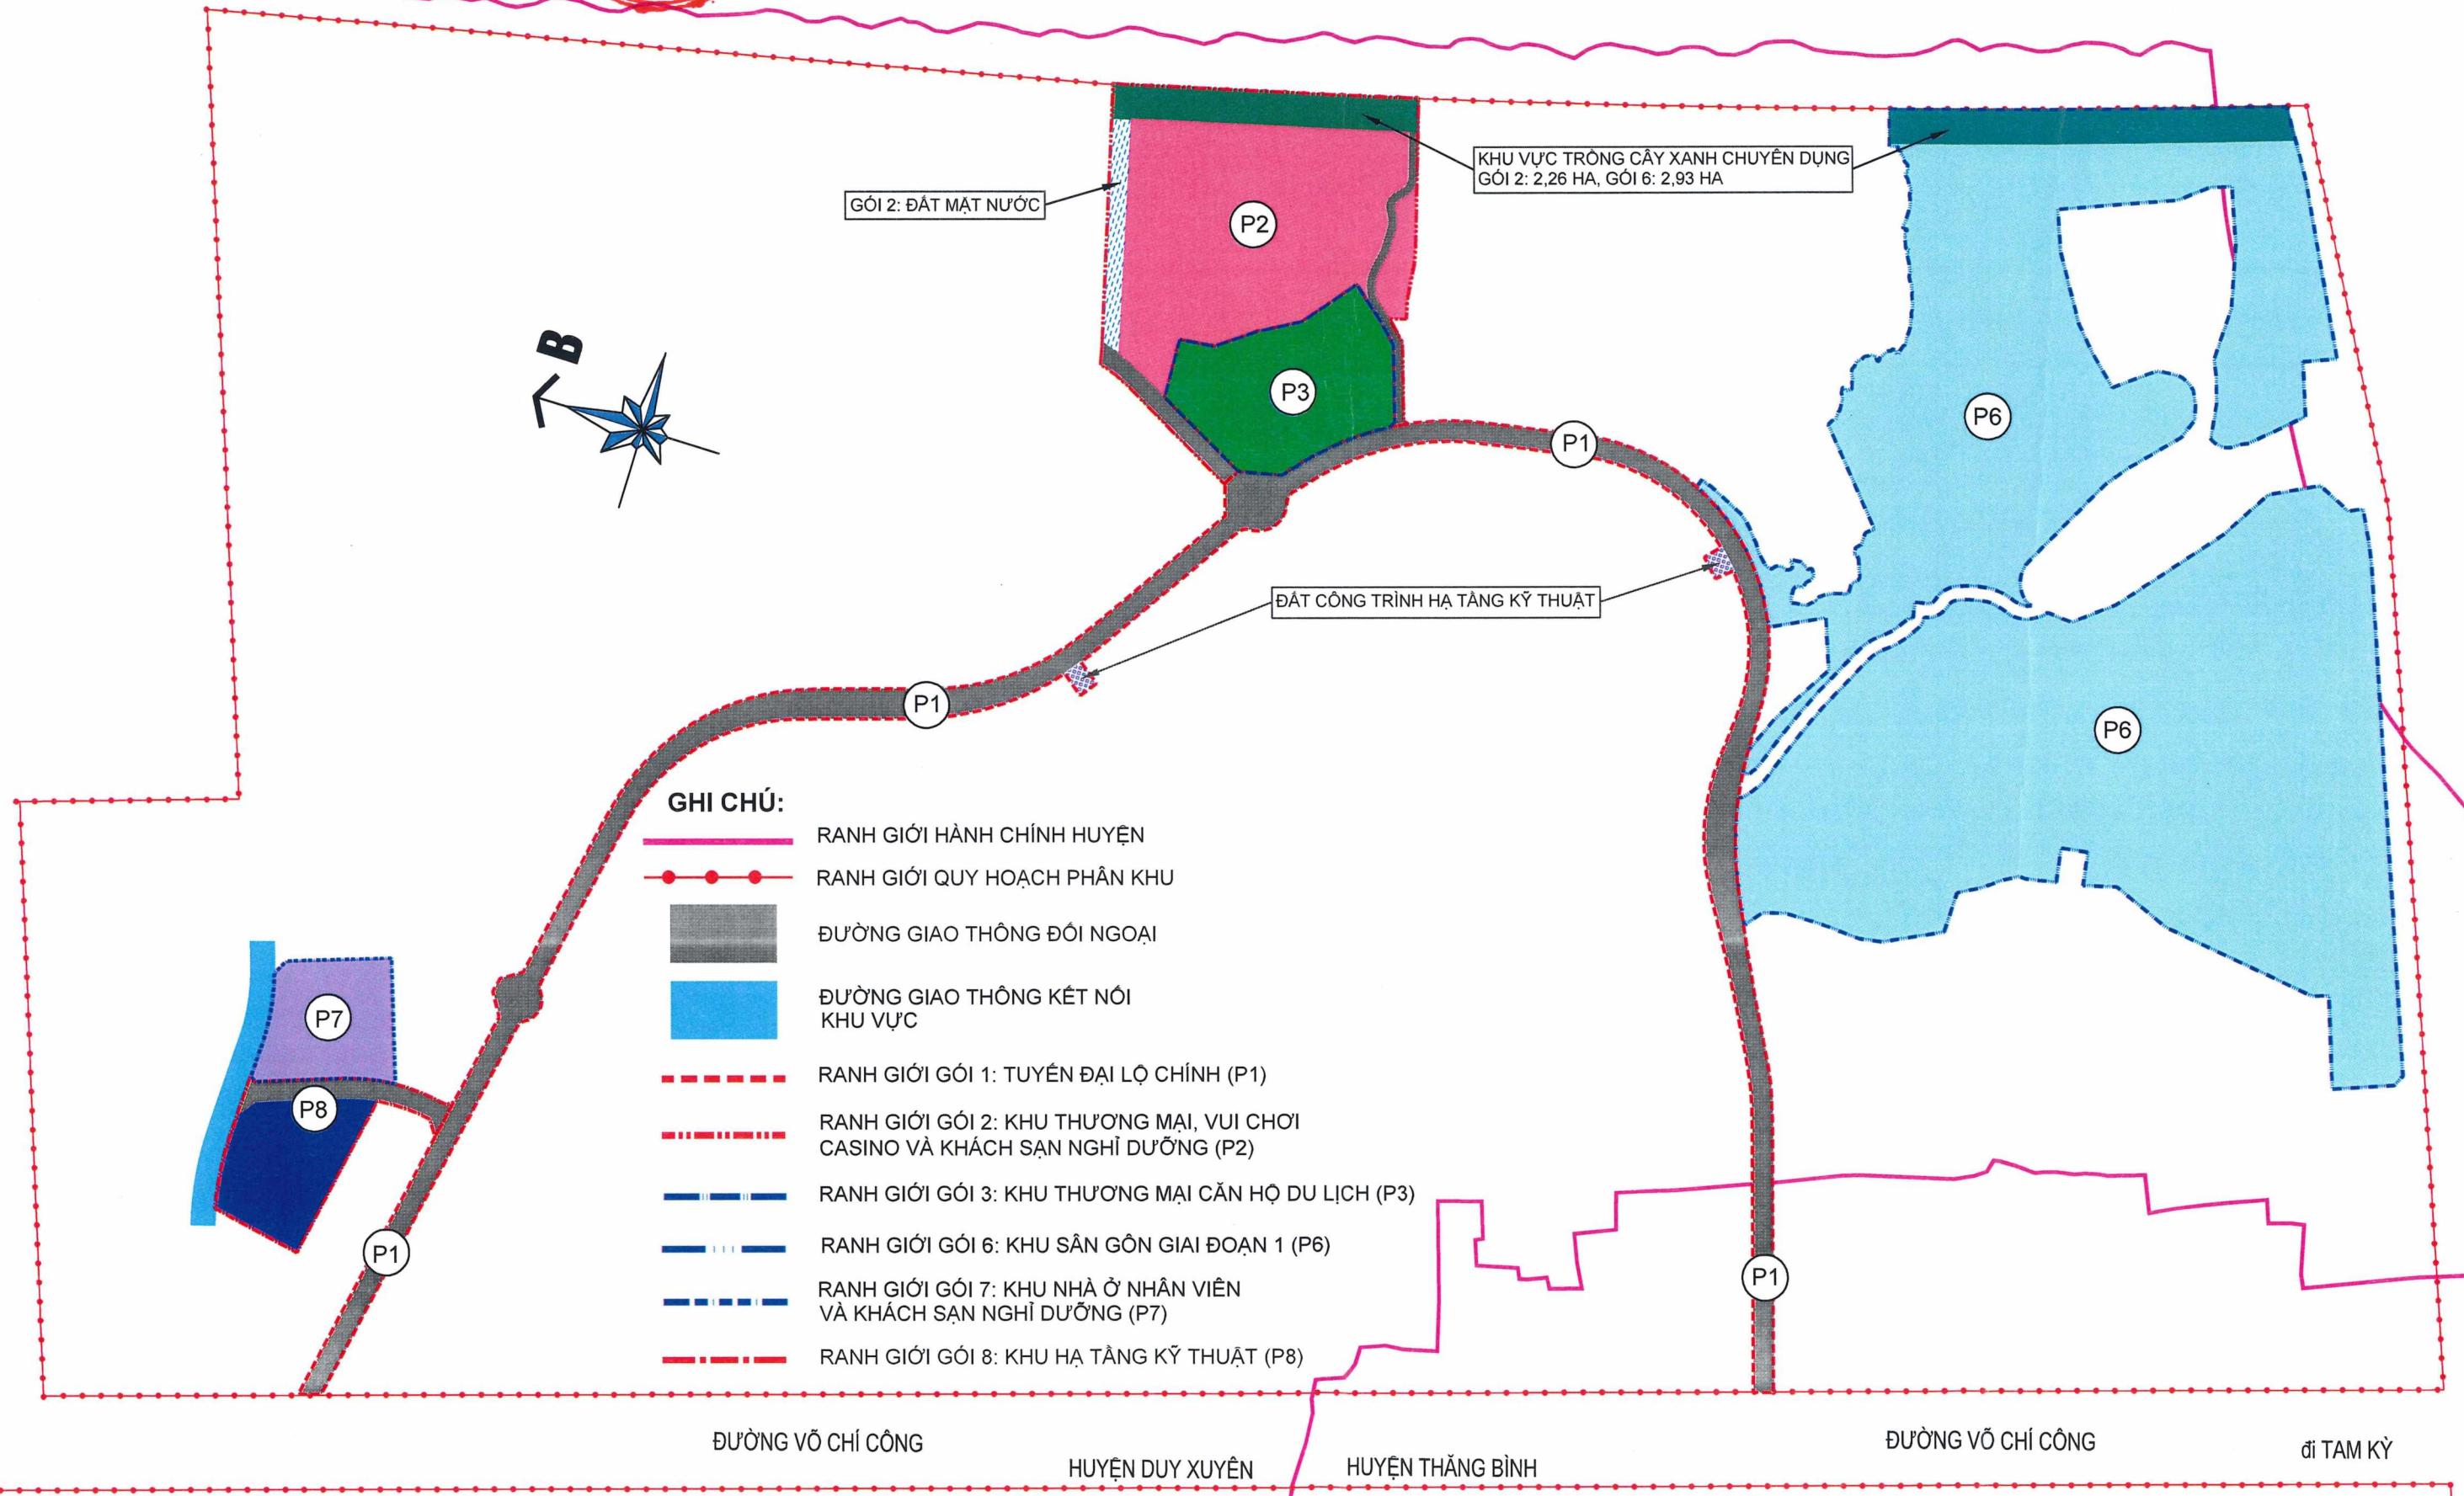 KHU VỰC TRỒNG CÂY XANH CHUYÊN DỤNG
GÓI 2: 2,26 HA, GÓI 6: 2,93 HA
GÓI 2: ĐẤT MẶT NƯỚC
P2
B
P3
P6
P1
ĐẤT CÔNG TRÌNH HẠ TẦNG KỸ THUẬT
P1
P6
GHI CHÚ:
RANH GIỚI HÀNH CHÍNH HUYỆN
RANH GIỚI QUY HOẠCH PHÂN KHU
ĐƯỜNG GIAO THÔNG ĐỐI NGOẠI
ĐƯỜNG GIAO THÔNG KẾT NỐI
KHU VỰC
RANH GIỚI GÓI 1: TUYẾN ĐẠI LỘ CHÍNH (P1)
RANH GIỚI GÓI 2: KHU THƯƠNG MẠI, VUI CHƠI
CASINO VÀ KHÁCH SẠN NGHỈ DƯỠNG (P2)
RANH GIỚI GÓI 3: KHU THƯƠNG MẠI CĂN HỘ DU LỊCH (P3)
RANH GIỚI GÓI 6: KHU SÂN GÔN GIAI ĐOẠN 1 (P6)
RANH GIỚI GÓI 7: KHU NHÀ Ở NHÂN VIÊN
VÀ KHÁCH SẠN NGHỈ DƯỠNG (P7)
RANH GIỚI GÓI 8: KHU HẠ TẦNG KỸ THUẬT (P8)
P7
P8
P1
P1
ĐƯỜNG VÕ CHÍ CÔNG
HUYỆN DUY XUYÊN
HUYỆN THĂNG BÌNH
ĐƯỜNG VÕ CHÍ CÔNG
đi TAM KỲ